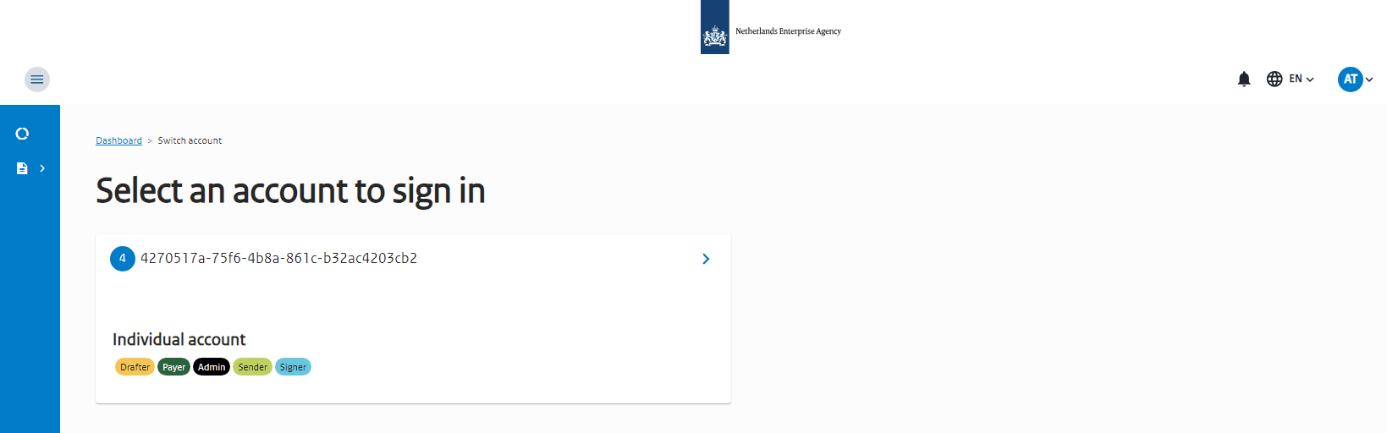 Netherlands Enterprise Agency
EN
AT
Dashboard > Switch account
Select an account to sign in
4 4270517a-75f6-4b8a-861c-b32ac4203cb2
Individual account
Drafter Payer Admin Sender Signer